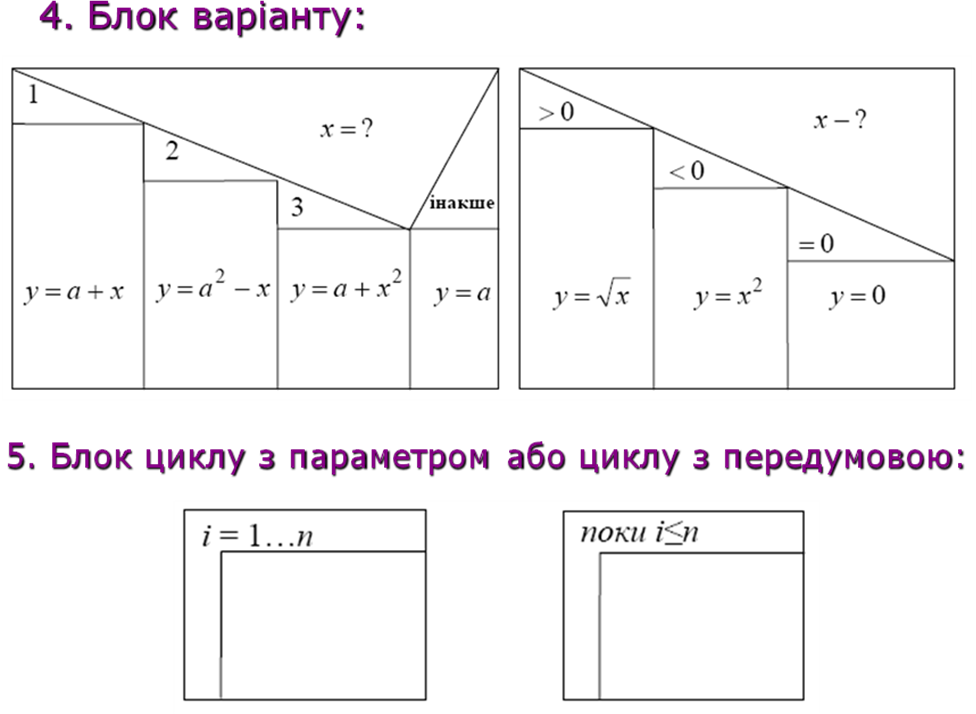 4. Блок варіанту:
1
x = ?
2
3
інакше
y = a + x
y = a² − x
y = a + x²
y = a
> 0
x − ?
< 0
= 0
y = √x
y = x²
y = 0
5. Блок циклу з параметром або циклу з передумовою:
i = 1…n
поки i≤n